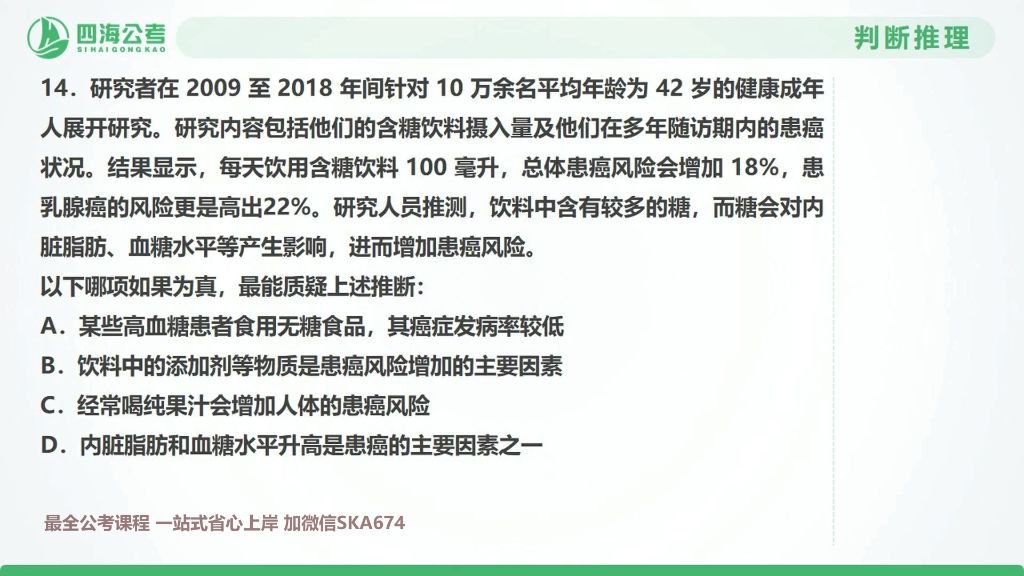 四海公考
SIHAIGONGKAO
判断推理
14. 研究者在 2009 至 2018 年间针对 10 万余名平均年龄为 42 岁的健康成年
人展开研究。研究内容包括他们的含糖饮料摄入量及他们在多年随访期内的患癌
状况。结果显示，每天饮用含糖饮料 100 毫升，总体患癌风险会增加 18%，患
乳腺癌的风险更是高出22%。研究人员推测，饮料中含有较多的糖，而糖会对内
脏脂肪、血糖水平等产生影响，进而增加患癌风险。
以下哪项如果为真，最能质疑上述推断：
A. 某些高血糖患者食用无糖食品，其癌症发病率较低
B. 饮料中的添加剂等物质是患癌风险增加的主要因素
C. 经常喝纯果汁会增加人体的患癌风险
D. 内脏脂肪和血糖水平升高是患癌的主要因素之一
最全公考课程 一站式省心上岸 加微信SKA674